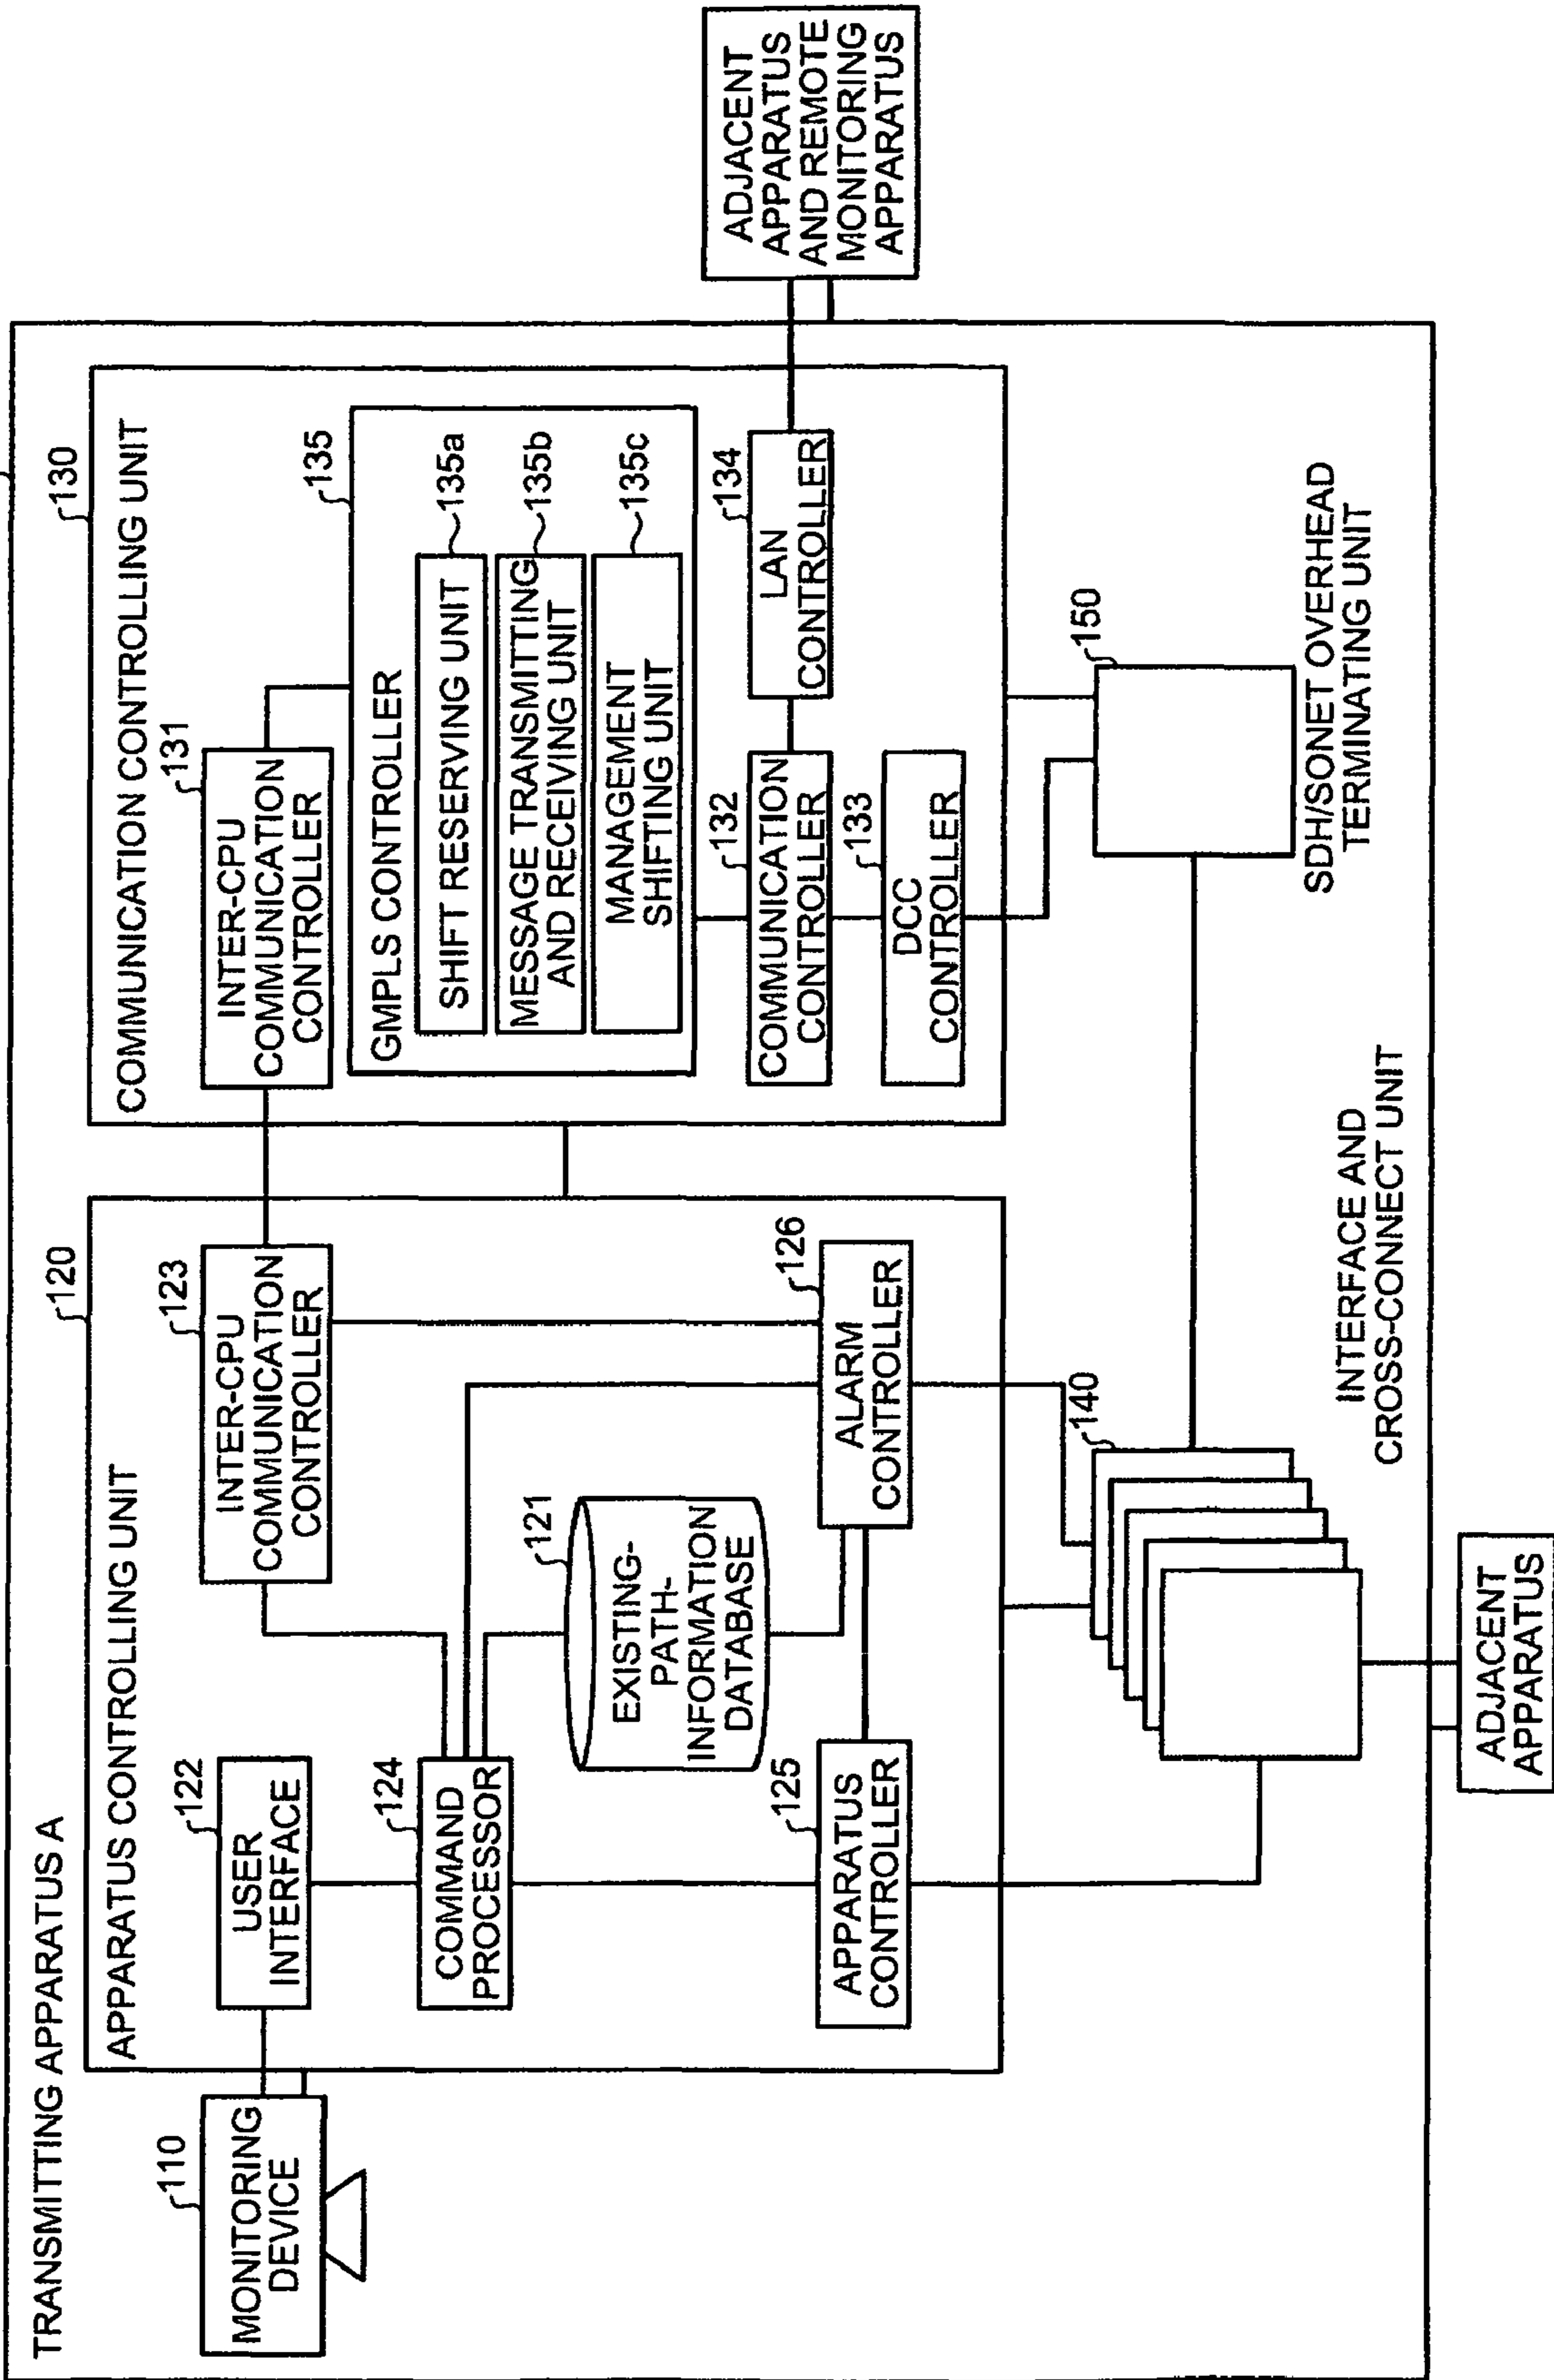 TRANSMITTING APPARATUS A
110
MONITORING
DEVICE
120
APPARATUS CONTROLLING UNIT
122
USER
INTERFACE
123
INTER-CPU
COMMUNICATION
CONTROLLER
124
COMMAND
PROCESSOR
121
EXISTING-
PATH-
INFORMATION
DATABASE
125
APPARATUS
CONTROLLER
126
ALARM
CONTROLLER
130
COMMUNICATION CONTROLLING UNIT
131
INTER-CPU
COMMUNICATION
CONTROLLER
135
GMPLS CONTROLLER
SHIFT RESERVING UNIT
135a
MESSAGE TRANSMITTING
AND RECEIVING UNIT
135b
MANAGEMENT
SHIFTING UNIT
135c
132
COMMUNICATION
CONTROLLER
134
LAN
CONTROLLER
133
DCC
CONTROLLER
ADJACENT
APPARATUS
AND REMOTE
MONITORING
APPARATUS
140
INTERFACE AND
CROSS-CONNECT UNIT
150
SDH/SONET OVERHEAD
TERMINATING UNIT
ADJACENT
APPARATUS